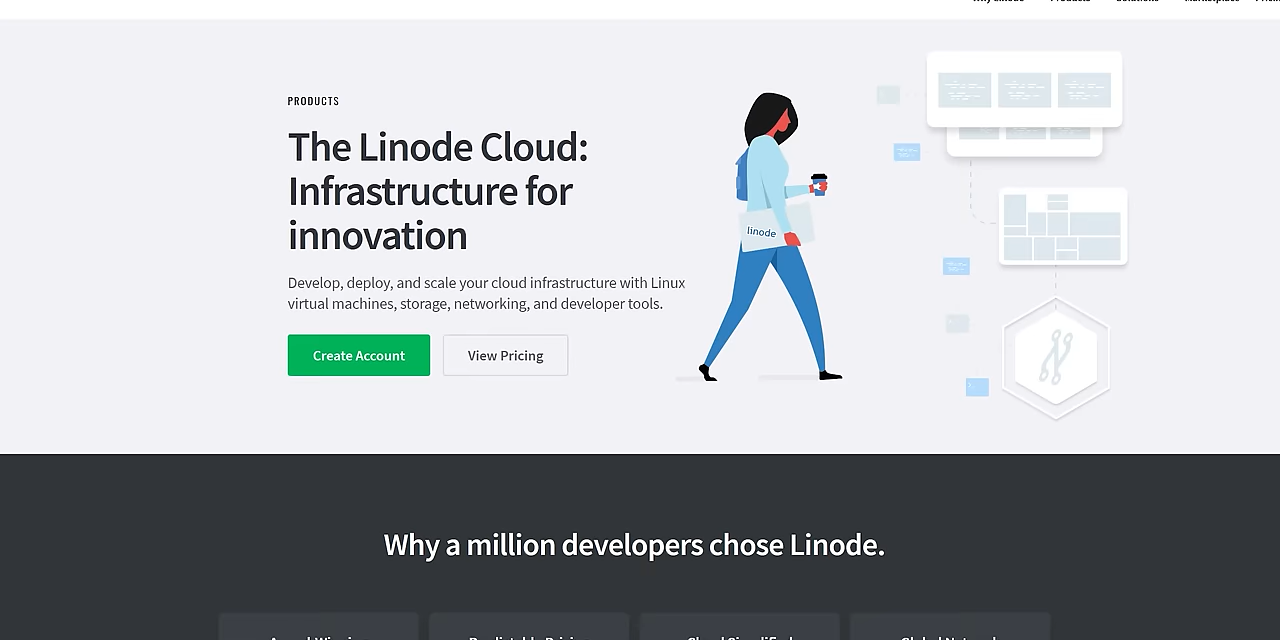 PRODUCTS
The Linode Cloud:
Infrastructure for
innovation
linode
Develop, deploy, and scale your cloud infrastructure with Linux
virtual machines, storage, networking, and developer tools.
Create Account
View Pricing
Why a million developers chose Linode.